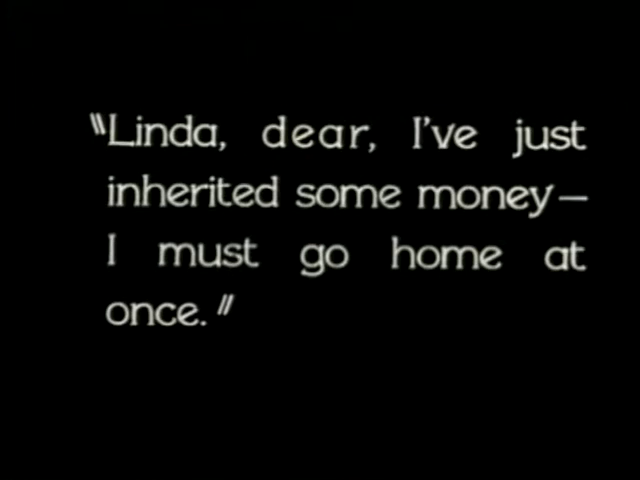 "Linda, dear, I've just
inherited some money—
I must go home at
once."